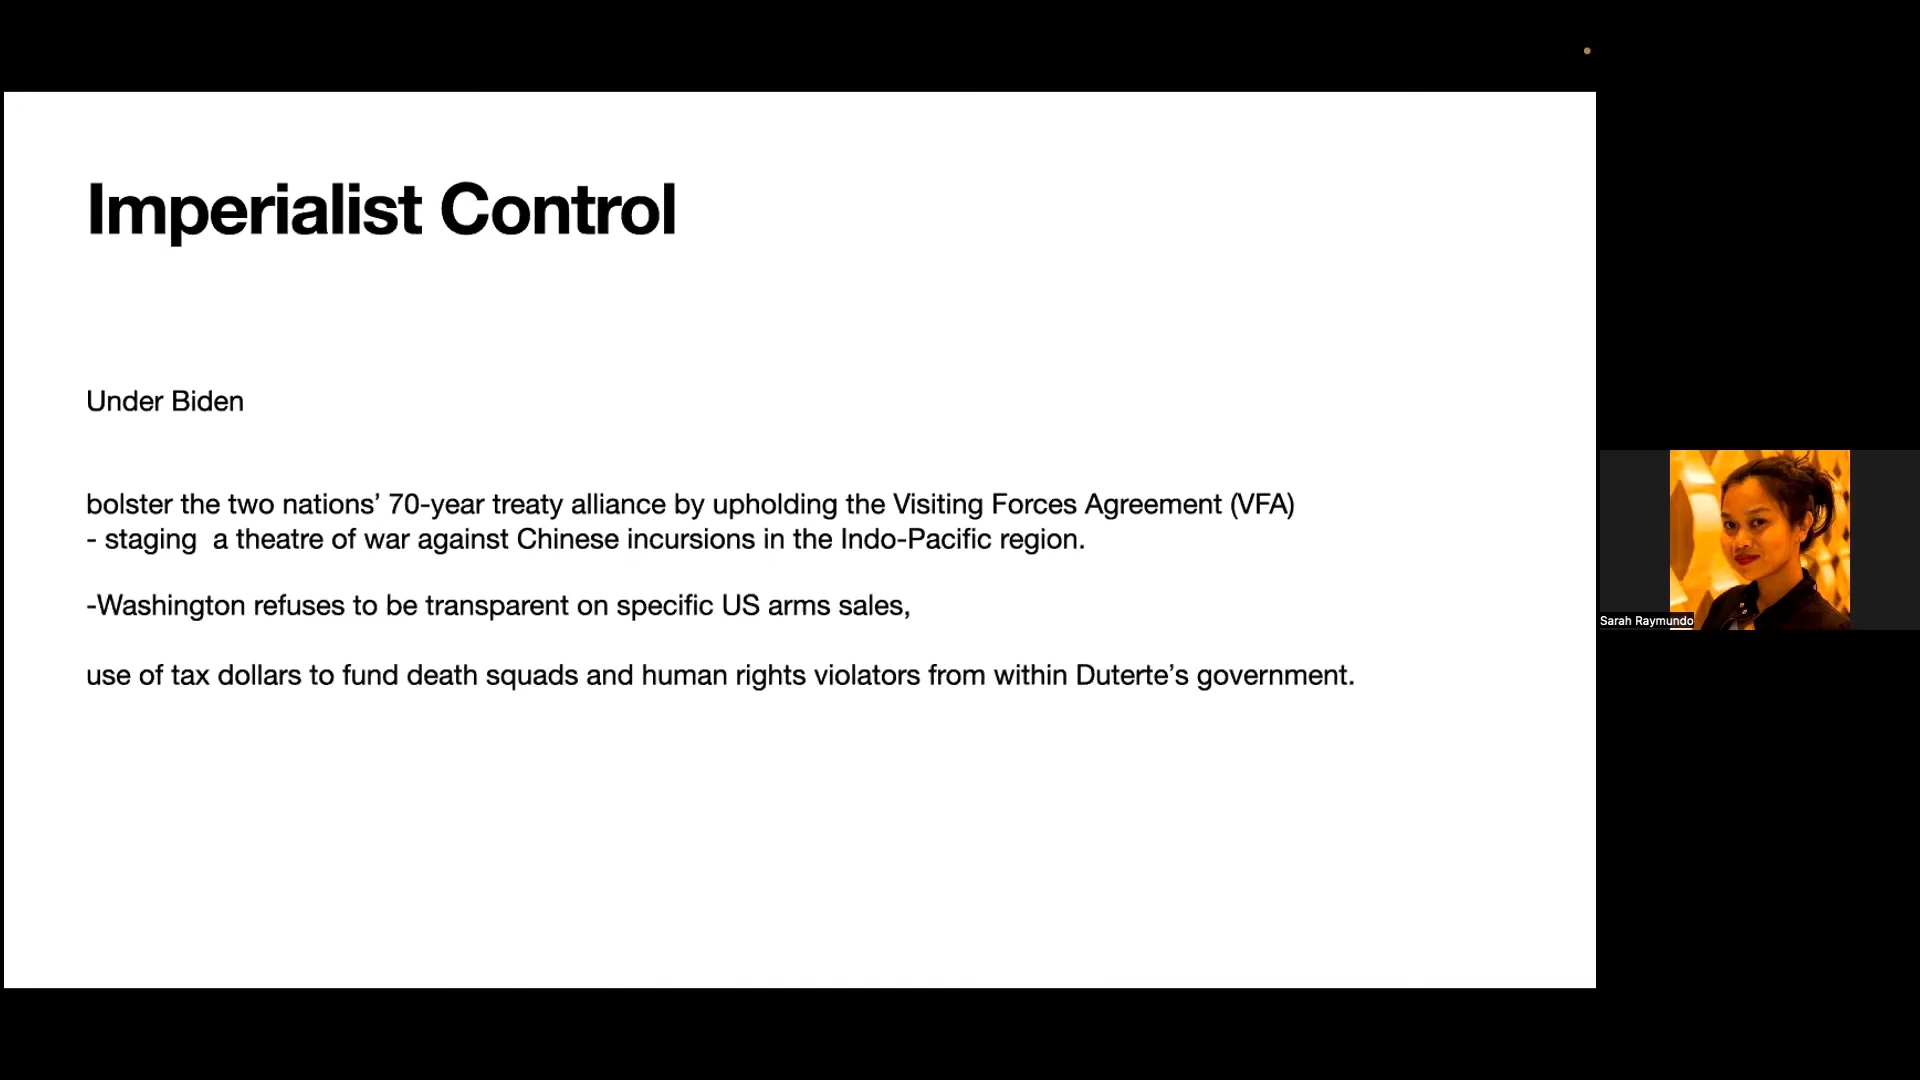 Imperialist Control
Under Biden
bolster the two nations’ 70-year treaty alliance by upholding the Visiting Forces Agreement (VFA)
- staging  a theatre of war against Chinese incursions in the Indo-Pacific region.
-Washington refuses to be transparent on specific US arms sales,
use of tax dollars to fund death squads and human rights violators from within Duterte’s government.
Sarah Raymundo